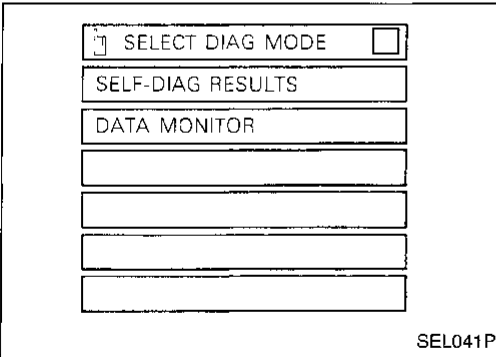 SELECT DIAG MODE
SELF-DIAG RESULTS
DATA MONITOR
SEL041P